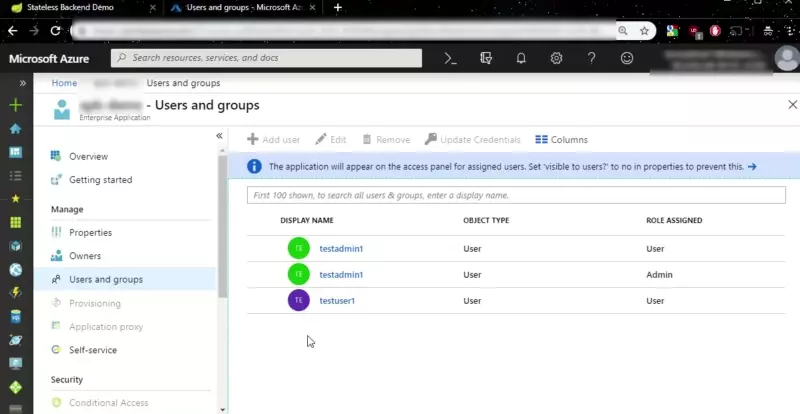 Stateless Backend Demo
Users and groups - Microsoft Az
Microsoft Azure
Search resources, services, and docs
Home
Users and groups
- Users and groups
Enterprise Application
Overview
Getting started
Manage
Properties
Owners
Users and groups
Provisioning
Application proxy
Self-service
Security
Conditional Access
Add user
Edit
Remove
Update Credentials
Columns
The application will appear on the access panel for assigned users. Set 'visible to users?' to no in properties to prevent this.
First 100 shown, to search all users & groups, enter a display name.
DISPLAY NAME OBJECT TYPE ROLE ASSIGNED
TE testadmin1 User User
TE testadmin1 User Admin
TE testuser1 User User